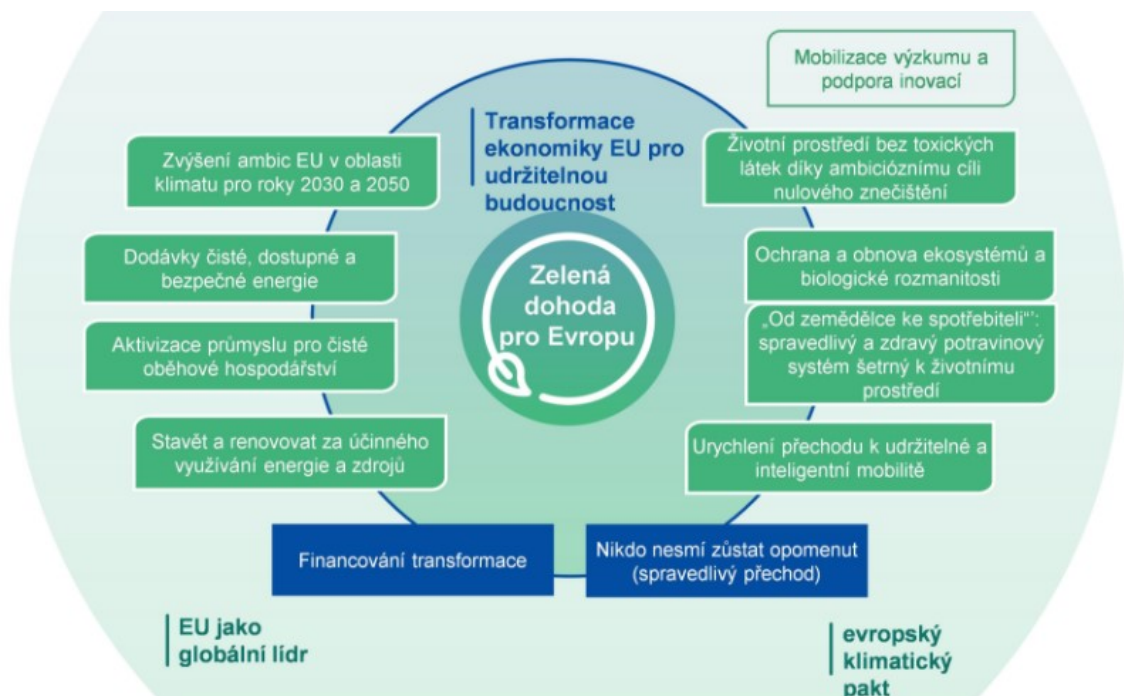 Mobilizace výzkumu a
podpora inovací
Transformace
ekonomiky EU pro
udržitelnou
budoucnost
Zvýšení ambic EU v oblasti
klimatu pro roky 2030 a 2050
Životní prostředí bez toxických
látek díky ambicióznímu cíli
nulového znečištění
Dodávky čisté, dostupné a
bezpečné energie
Ochrana a obnova ekosystémů a
biologické rozmanitosti
Zelená
dohoda
pro Evropu
Aktivizace průmyslu pro čisté
oběhové hospodářství
„Od zemědělce ke spotřebiteli“':
spravedlivý a zdravý potravinový
systém šetrný k životnímu
prostředí
Stavět a renovovat za účinného
využívání energie a zdrojů
Urychlení přechodu k udržitelné a
inteligentní mobilitě
Financování transformace
Nikdo nesmí zůstat opomenut
(spravedlivý přechod)
EU jako
globální lídr
evropský
klimatický
pakt